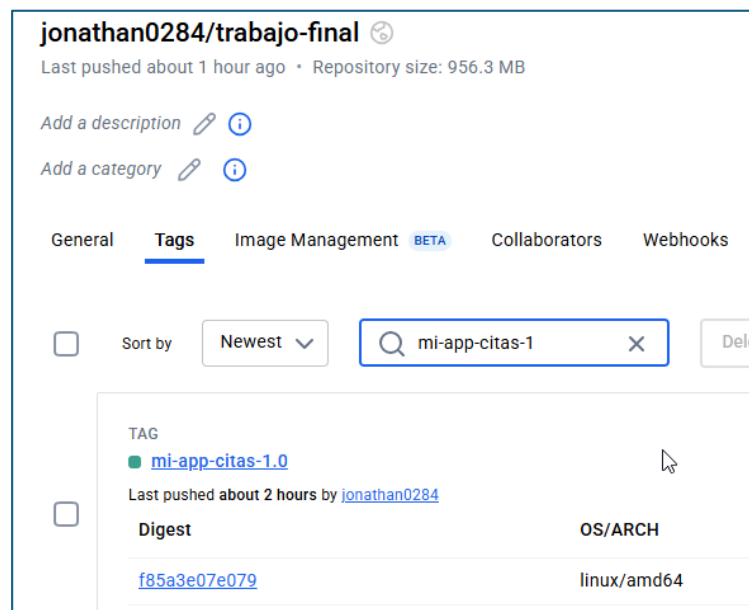 jonathan0284/trabajo-final
Last pushed about 1 hour ago • Repository size: 956.3 MB
Add a description
Add a category
General Tags Image Management BETA Collaborators Webhooks
Sort by Newest mi-app-citas-1 Del
TAG
mi-app-citas-1.0
Last pushed about 2 hours by jonathan0284
Digest OS/ARCH
f85a3e07e079 linux/amd64